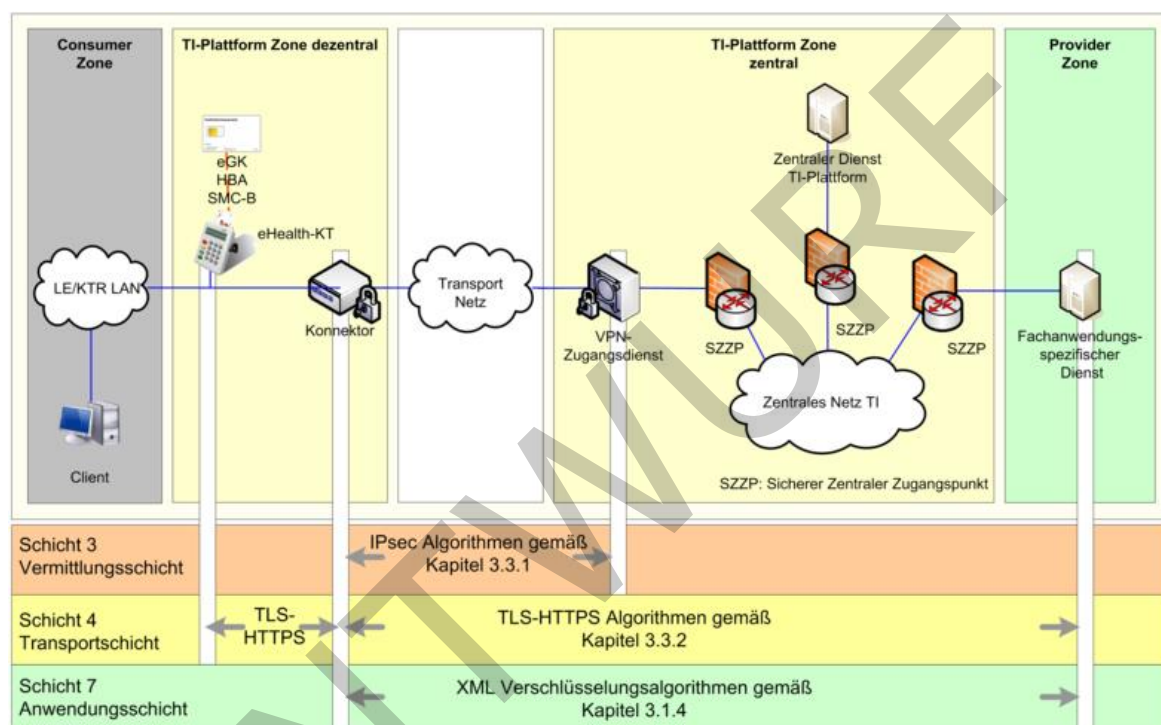 Consumer
Zone
TI-Plattform Zone dezentral
TI-Plattform Zone
zentral
Provider
Zone
eGK
HBA
SMC-B
eHealth-KT
Zentraler Dienst
TI-Plattform
LE/KTR LAN
Konnektor
Transport
Netz
VPN-
Zugangsdienst
SZZP
SZZP
SZZP
Fachanwendungs-
spezifischer
Dienst
Client
Zentrales Netz TI
SZZP: Sicherer Zentraler Zugangspunkt
Schicht 3
Vermittlungsschicht
IPsec Algorithmen gemäß
Kapitel 3.3.1
Schicht 4
Transportschicht
TLS-
HTTPS
TLS-HTTPS Algorithmen gemäß
Kapitel 3.3.2
Schicht 7
Anwendungsschicht
XML Verschlüsselungsalgorithmen gemäß
Kapitel 3.1.4
NTWURF